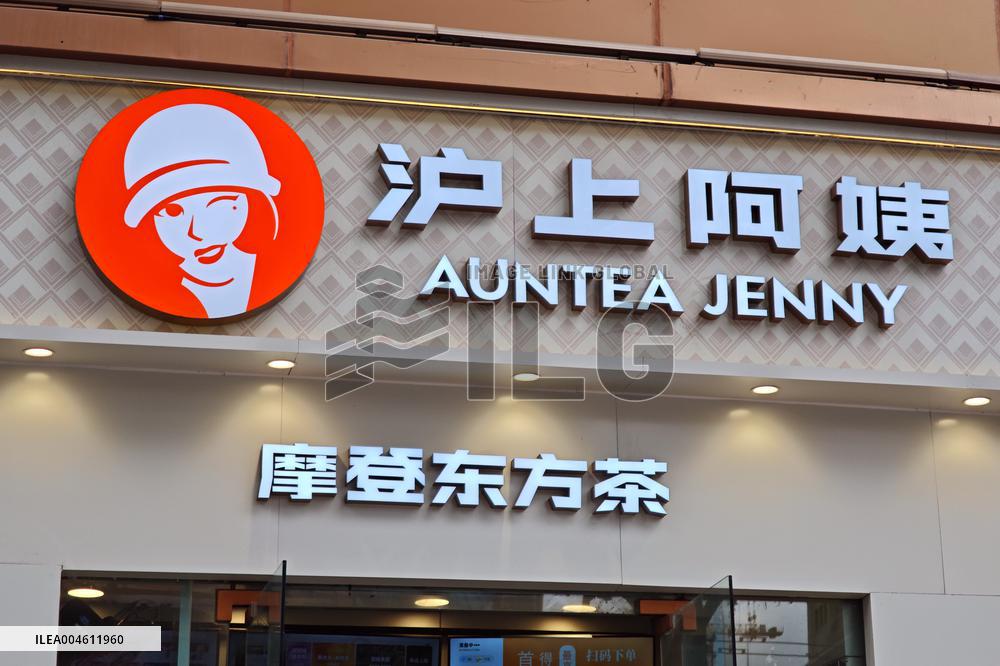 沪上阿姨
AUNTEA JENNY
IMAGE LINK GLOBAL
ILG
摩登东方茶
首得
扫码下单
ILEA004611960